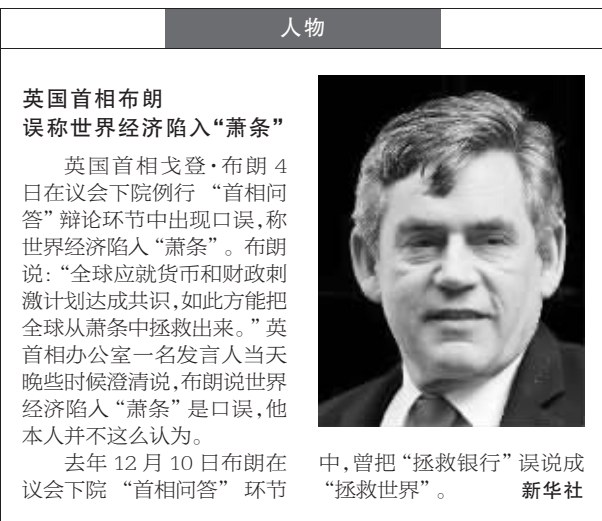 人物
英国首相布朗
误称世界经济陷入“萧条”
英国首相戈登·布朗 4
日在议会下院例行 “首相问
答”辩论环节中出现口误,称
世界经济陷入“萧条”。布朗
说:“全球应就货币和财政刺
激计划达成共识,如此方能把
全球从萧条中拯救出来。”英
首相办公室一名发言人当天
晚些时候澄清说,布朗说世界
经济陷入“萧条”是口误,他
本人并不这么认为。
去年 12 月 10 日布朗在
议会下院 “首相问答” 环节
中,曾把“拯救银行”误说成
“拯救世界”。 新华社